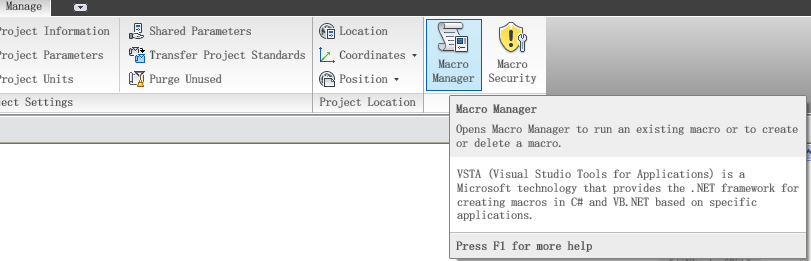 Manage
Project Information
Shared Parameters
Location
Project Parameters
Transfer Project Standards
Coordinates
Project Units
Purge Unused
Position
Macro
Manager
Macro
Security
ect Settings
Project Location
Macro Manager
Opens Macro Manager to run an existing macro or to create
or delete a macro.
VSTA (Visual Studio Tools for Applications) is a
Microsoft technology that provides the .NET framework for
creating macros in C# and VB.NET based on specific
applications.
Press F1 for more help